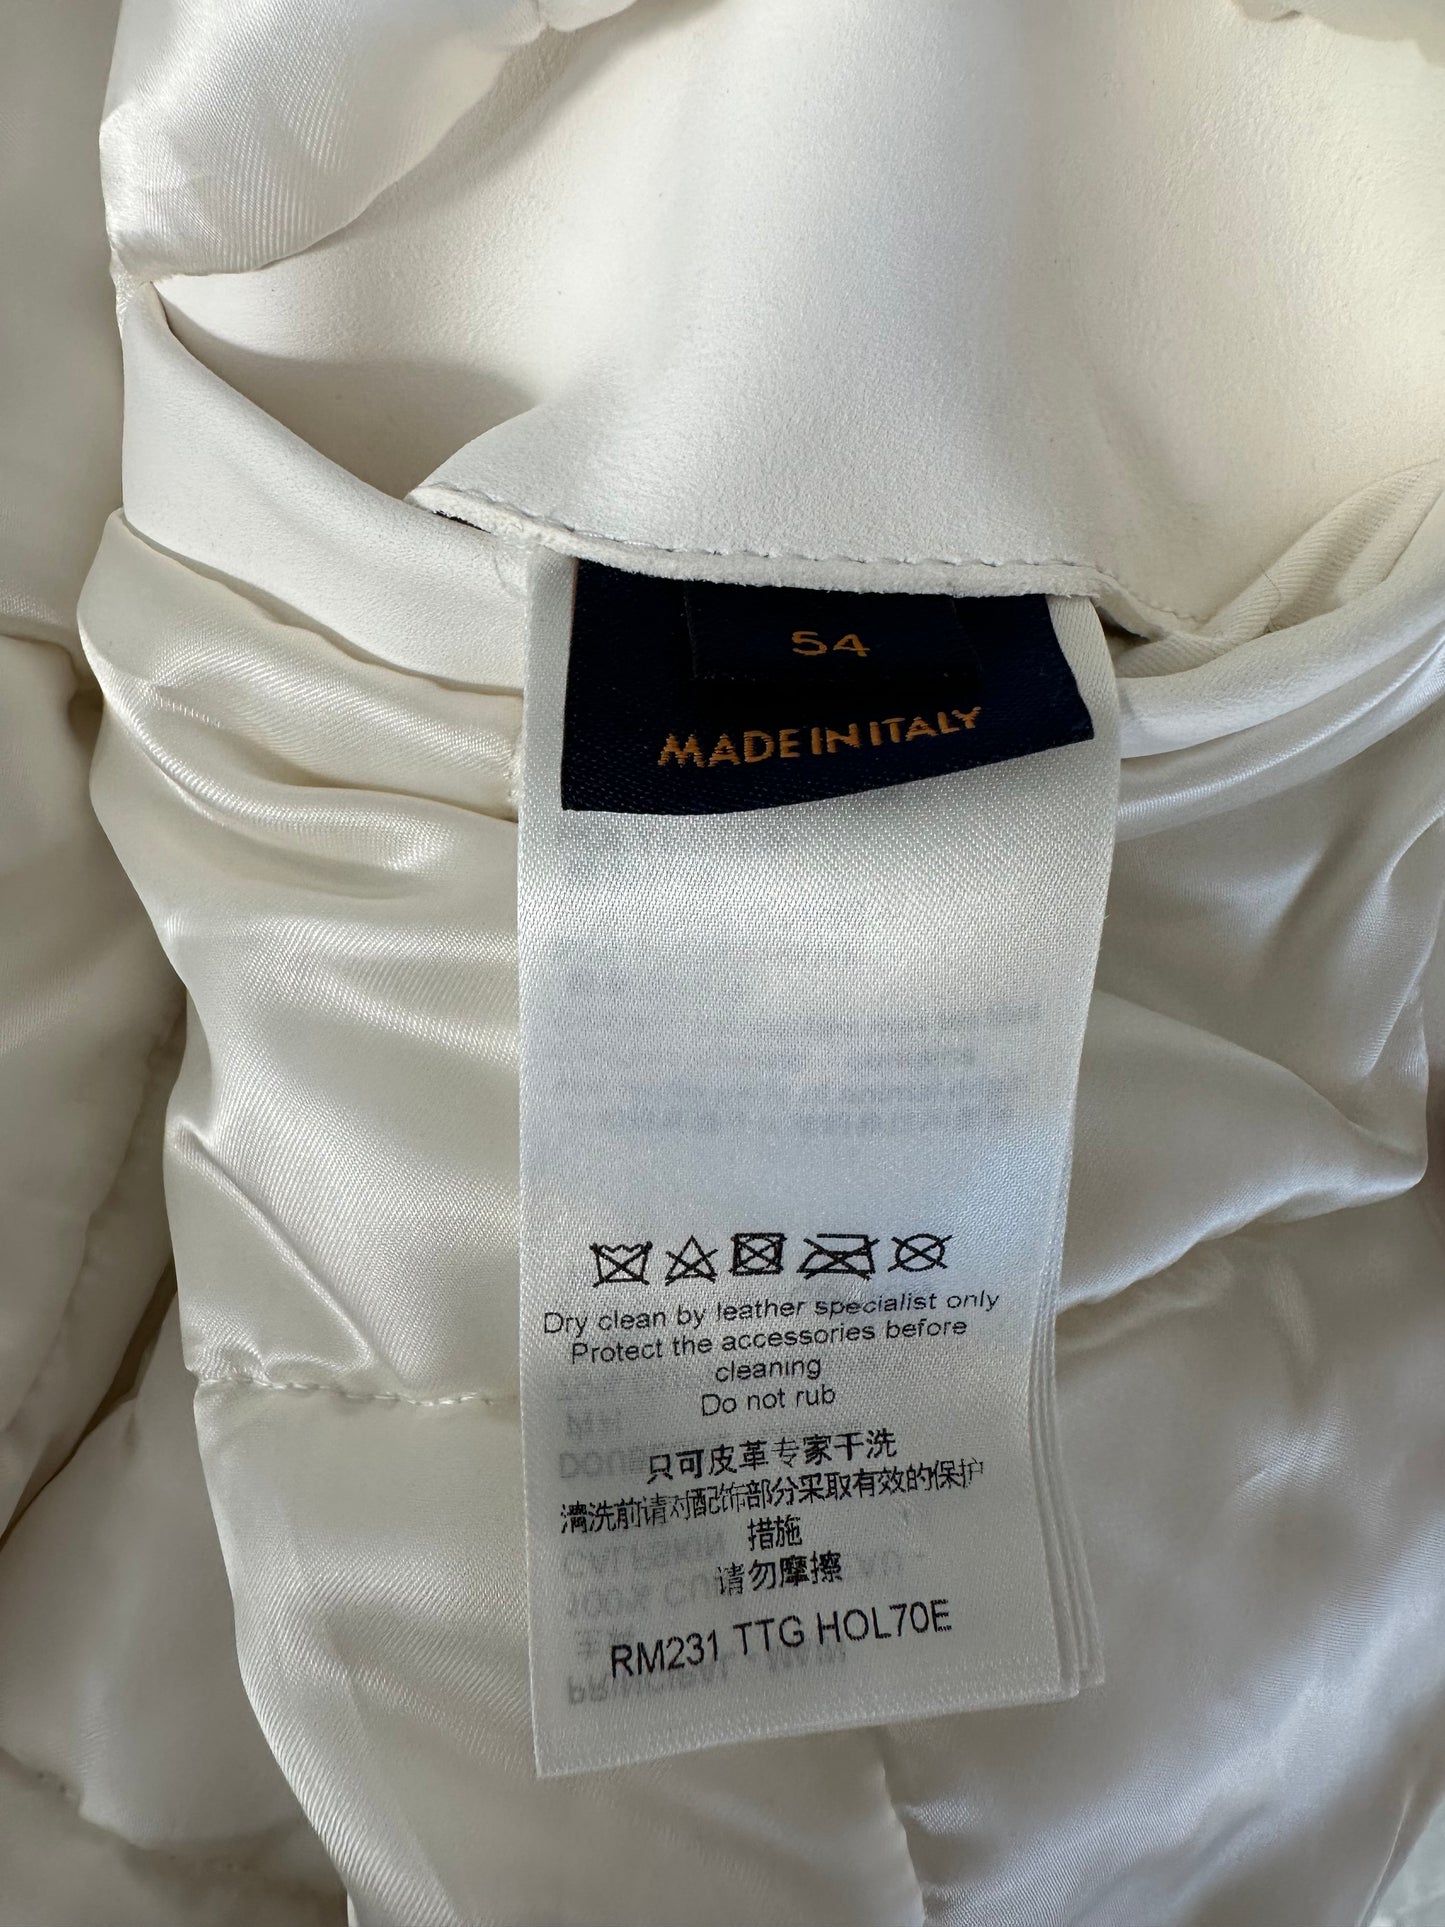 54
MADE IN ITALY
Dry clean by leather specialist only
Protect the accessories before
cleaning
Do not rub
只可皮革专家干洗
清洗前请对配饰部分采取有效的保护
措施
请勿摩擦
RM231 TTG HOL70E